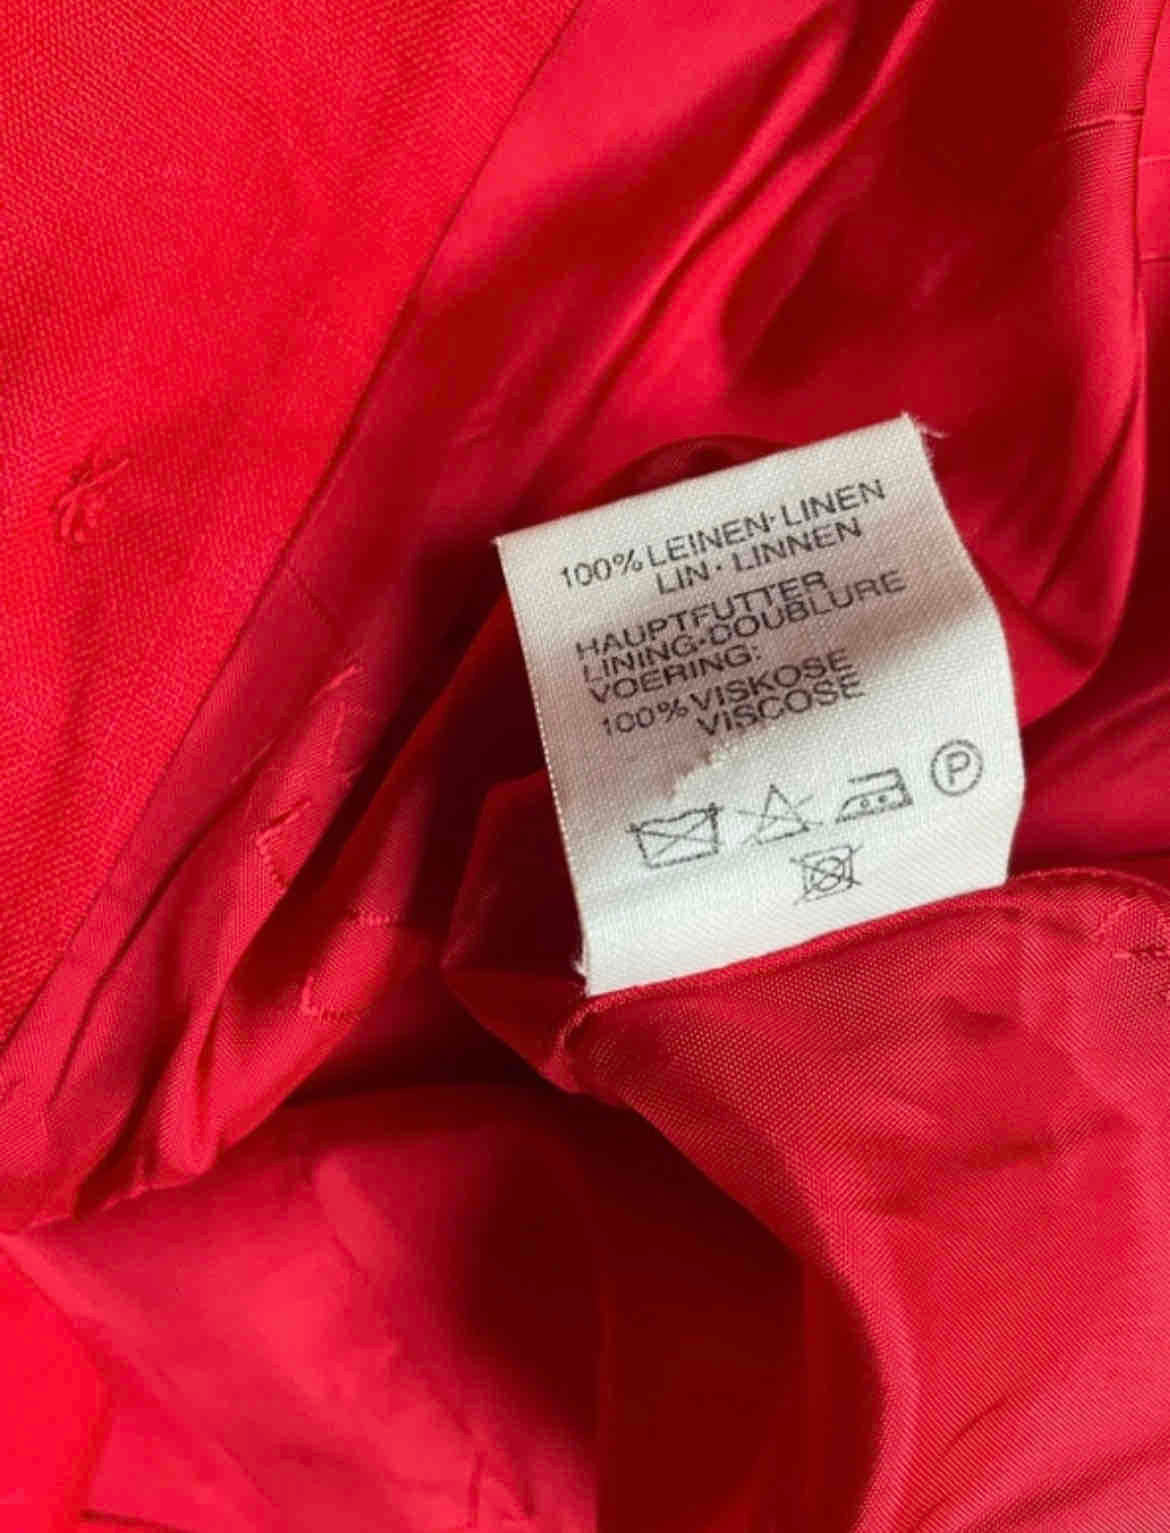 100% LEINEN·LINEN
LIN·LINNEN
HAUPTFUTTER
LINING·DOUBLURE
VOERING:
100% VISKOSE
VISCOSE
P